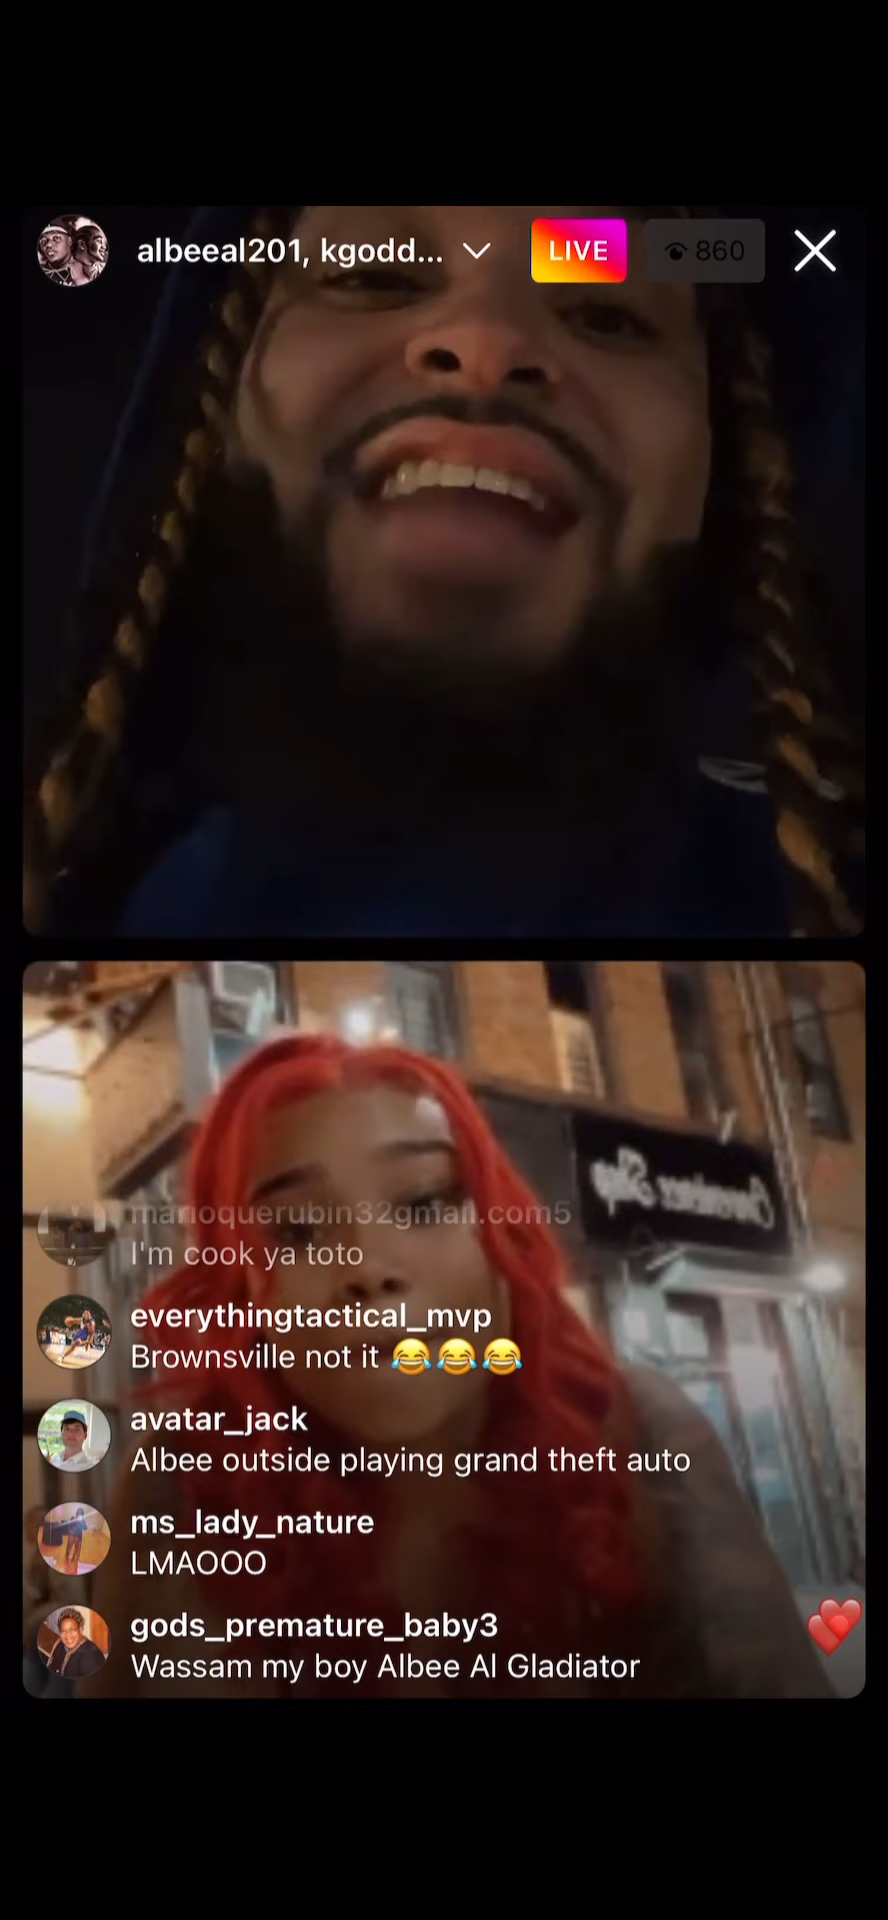 albeeal201, kgodd...
LIVE
860
marioquerubin32gmail.com5
I'm cook ya toto
everythingtactical_mvp
Brownsville not it 😂😂😂
avatar_jack
Albee outside playing grand theft auto
ms_lady_nature
LMAOOO
gods_premature_baby3
Wassam my boy Albee Al Gladiator